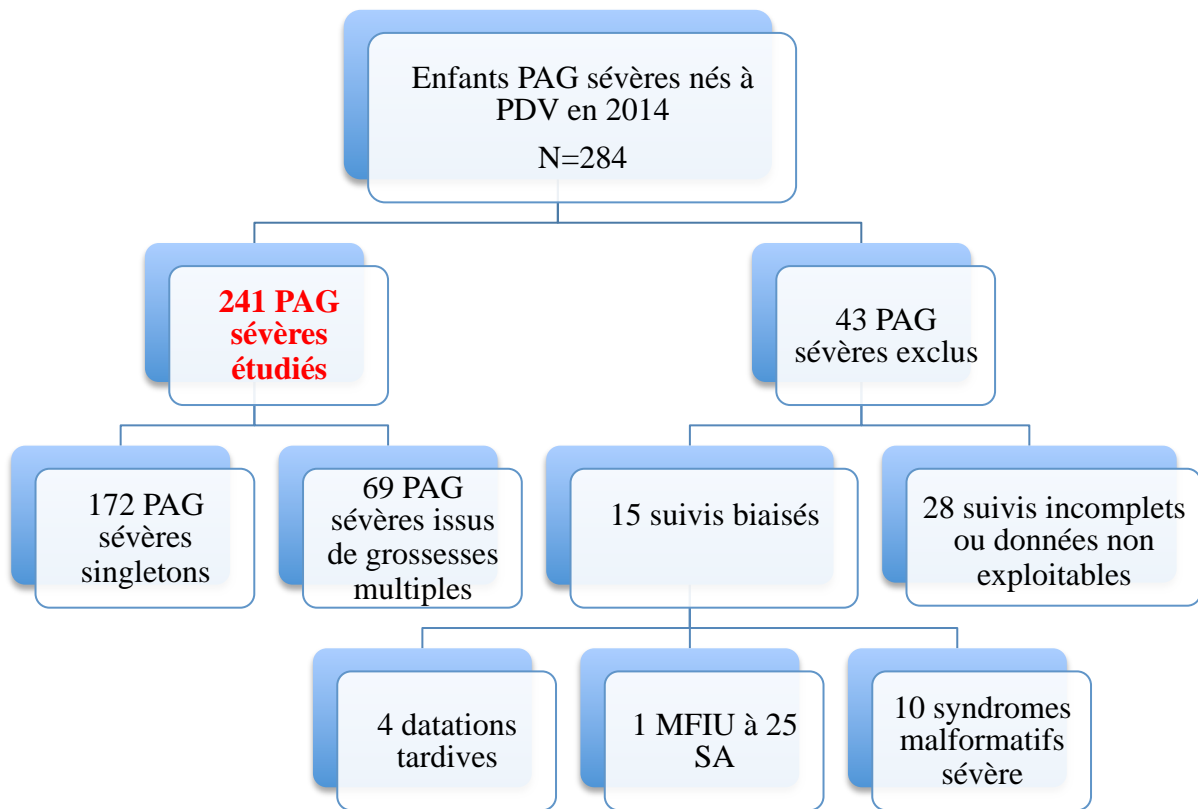 Enfants PAG sévères nés à
PDV en 2014
N=284
241 PAG
sévères
étudiés
43 PAG
sévères exclus
172 PAG
sévères
singletons
69 PAG
sévères issus
de grossesses
multiples
15 suivis biaisés
28 suivis incomplets
ou données non
exploitables
4 datations
tardives
1 MFIU à 25
SA
10 syndromes
malformatifs
sévère